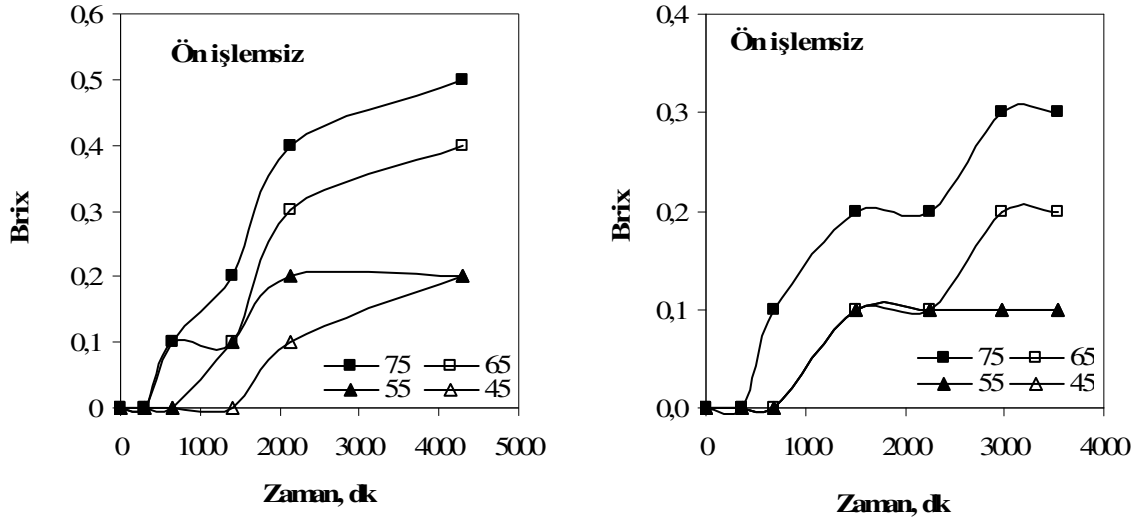 Ön işlemsiz
Brix
0,6
0,5
0,4
0,3
0,2
0,1
0
0 1000 2000 3000 4000 5000
Zaman, dk
75 65
55 45
Ön işlemsiz
Brix
0,4
0,3
0,2
0,1
0,0
0 1000 2000 3000 4000
Zaman, dk
75 65
55 45